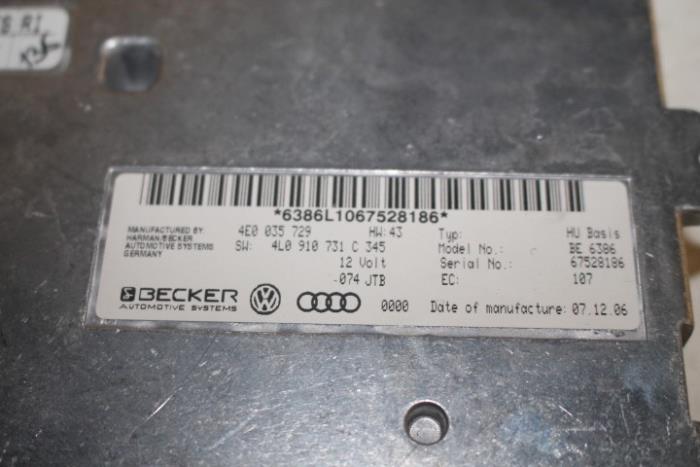 *6386L1067528186*
MANUFACTURED BY:
HARMAN/BECKER
AUTOMOTIVE SYSTEMS
GERMANY
4E0 035 729 HW:43
SW: 4L0 910 731 C 345
12 Volt
-074 JTB
Typ: HU Basis
Model No.: BE 6386
Serial No.: 67528186
EC: 107
BECKER
AUTOMOTIVE SYSTEMS
0000 Date of manufacture: 07.12.06